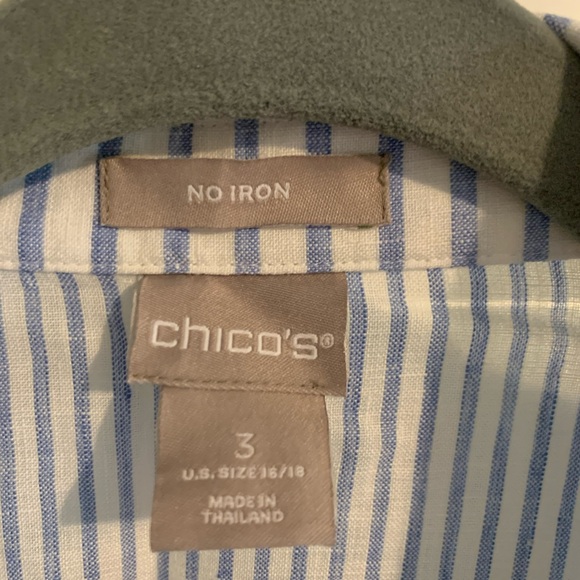 NO IRON
chico's®
3
U.S. SIZE 16/18
MADE IN
THAILAND